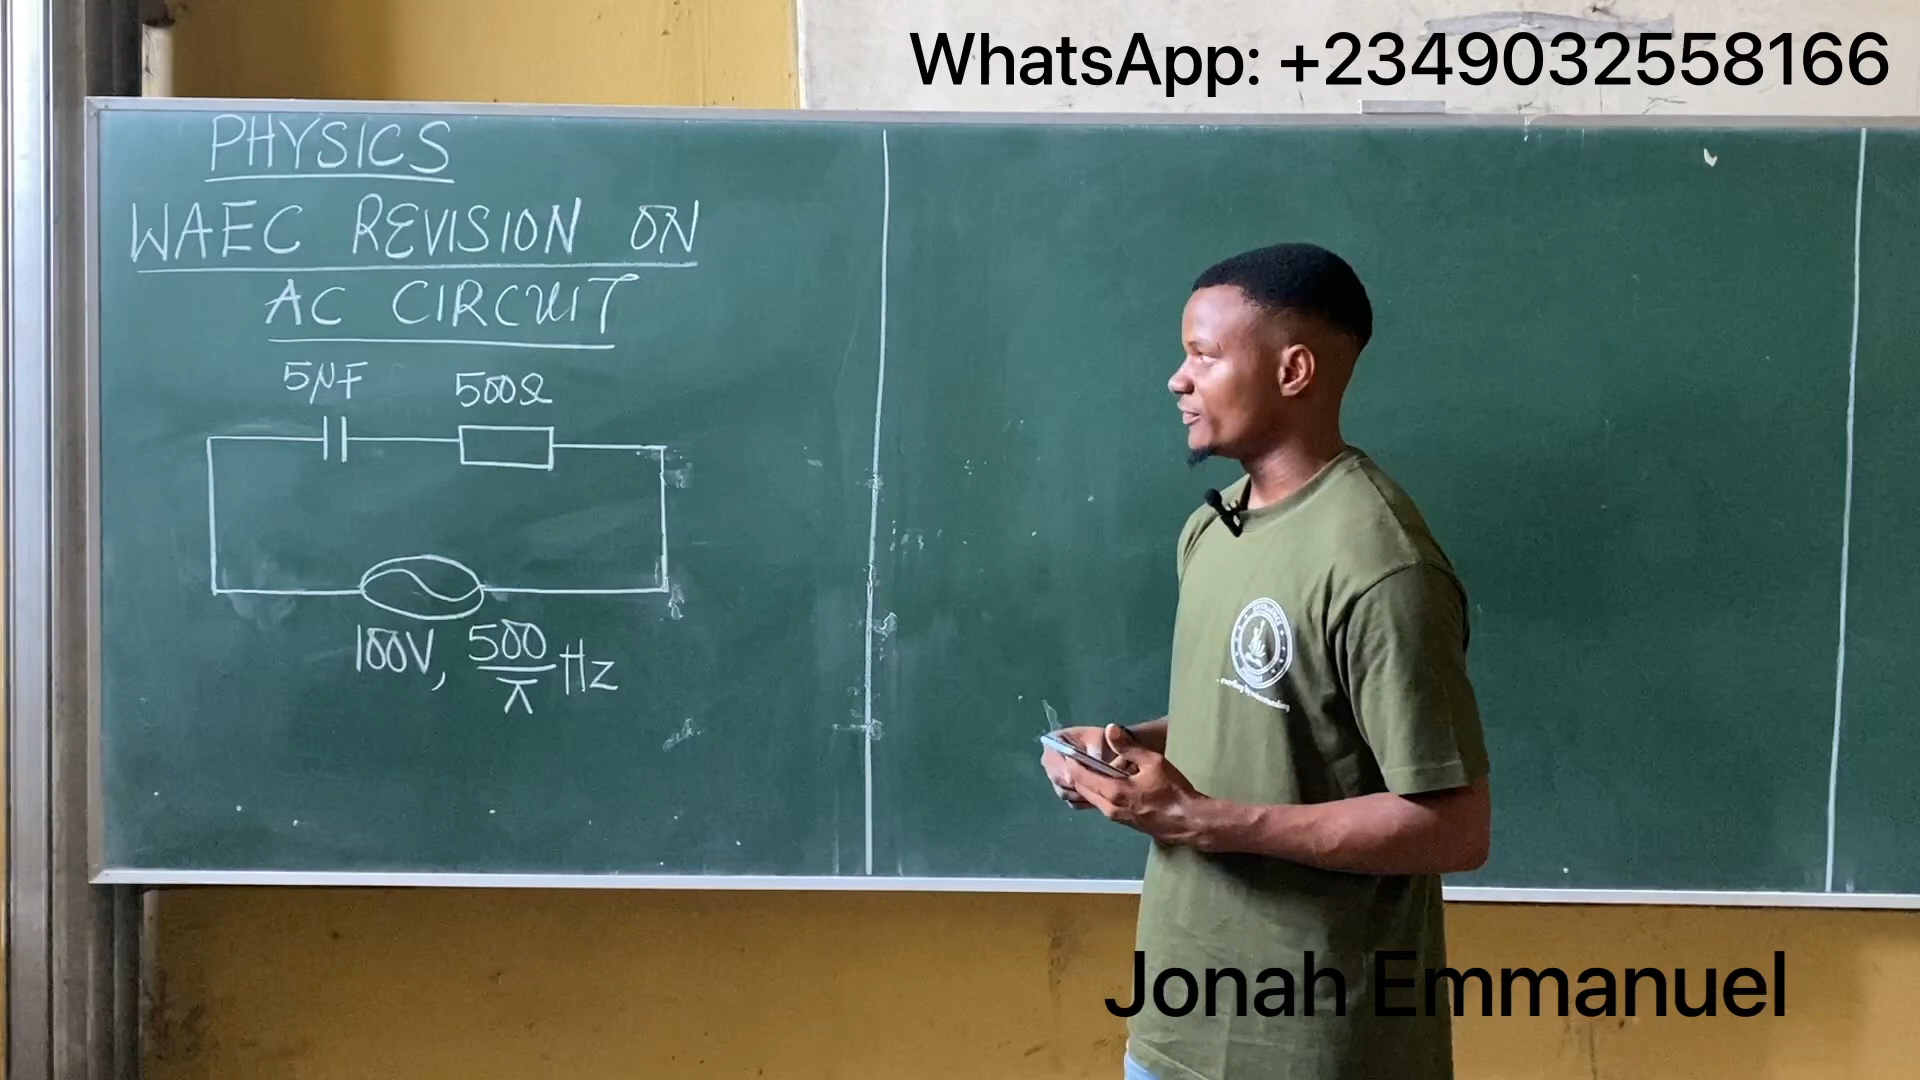 WhatsApp: +2349032558166
PHYSICS
WAEC REVISION ON
AC CIRCUIT
5μF 500Ω
100V, 500/π Hz
Jonah Emmanuel